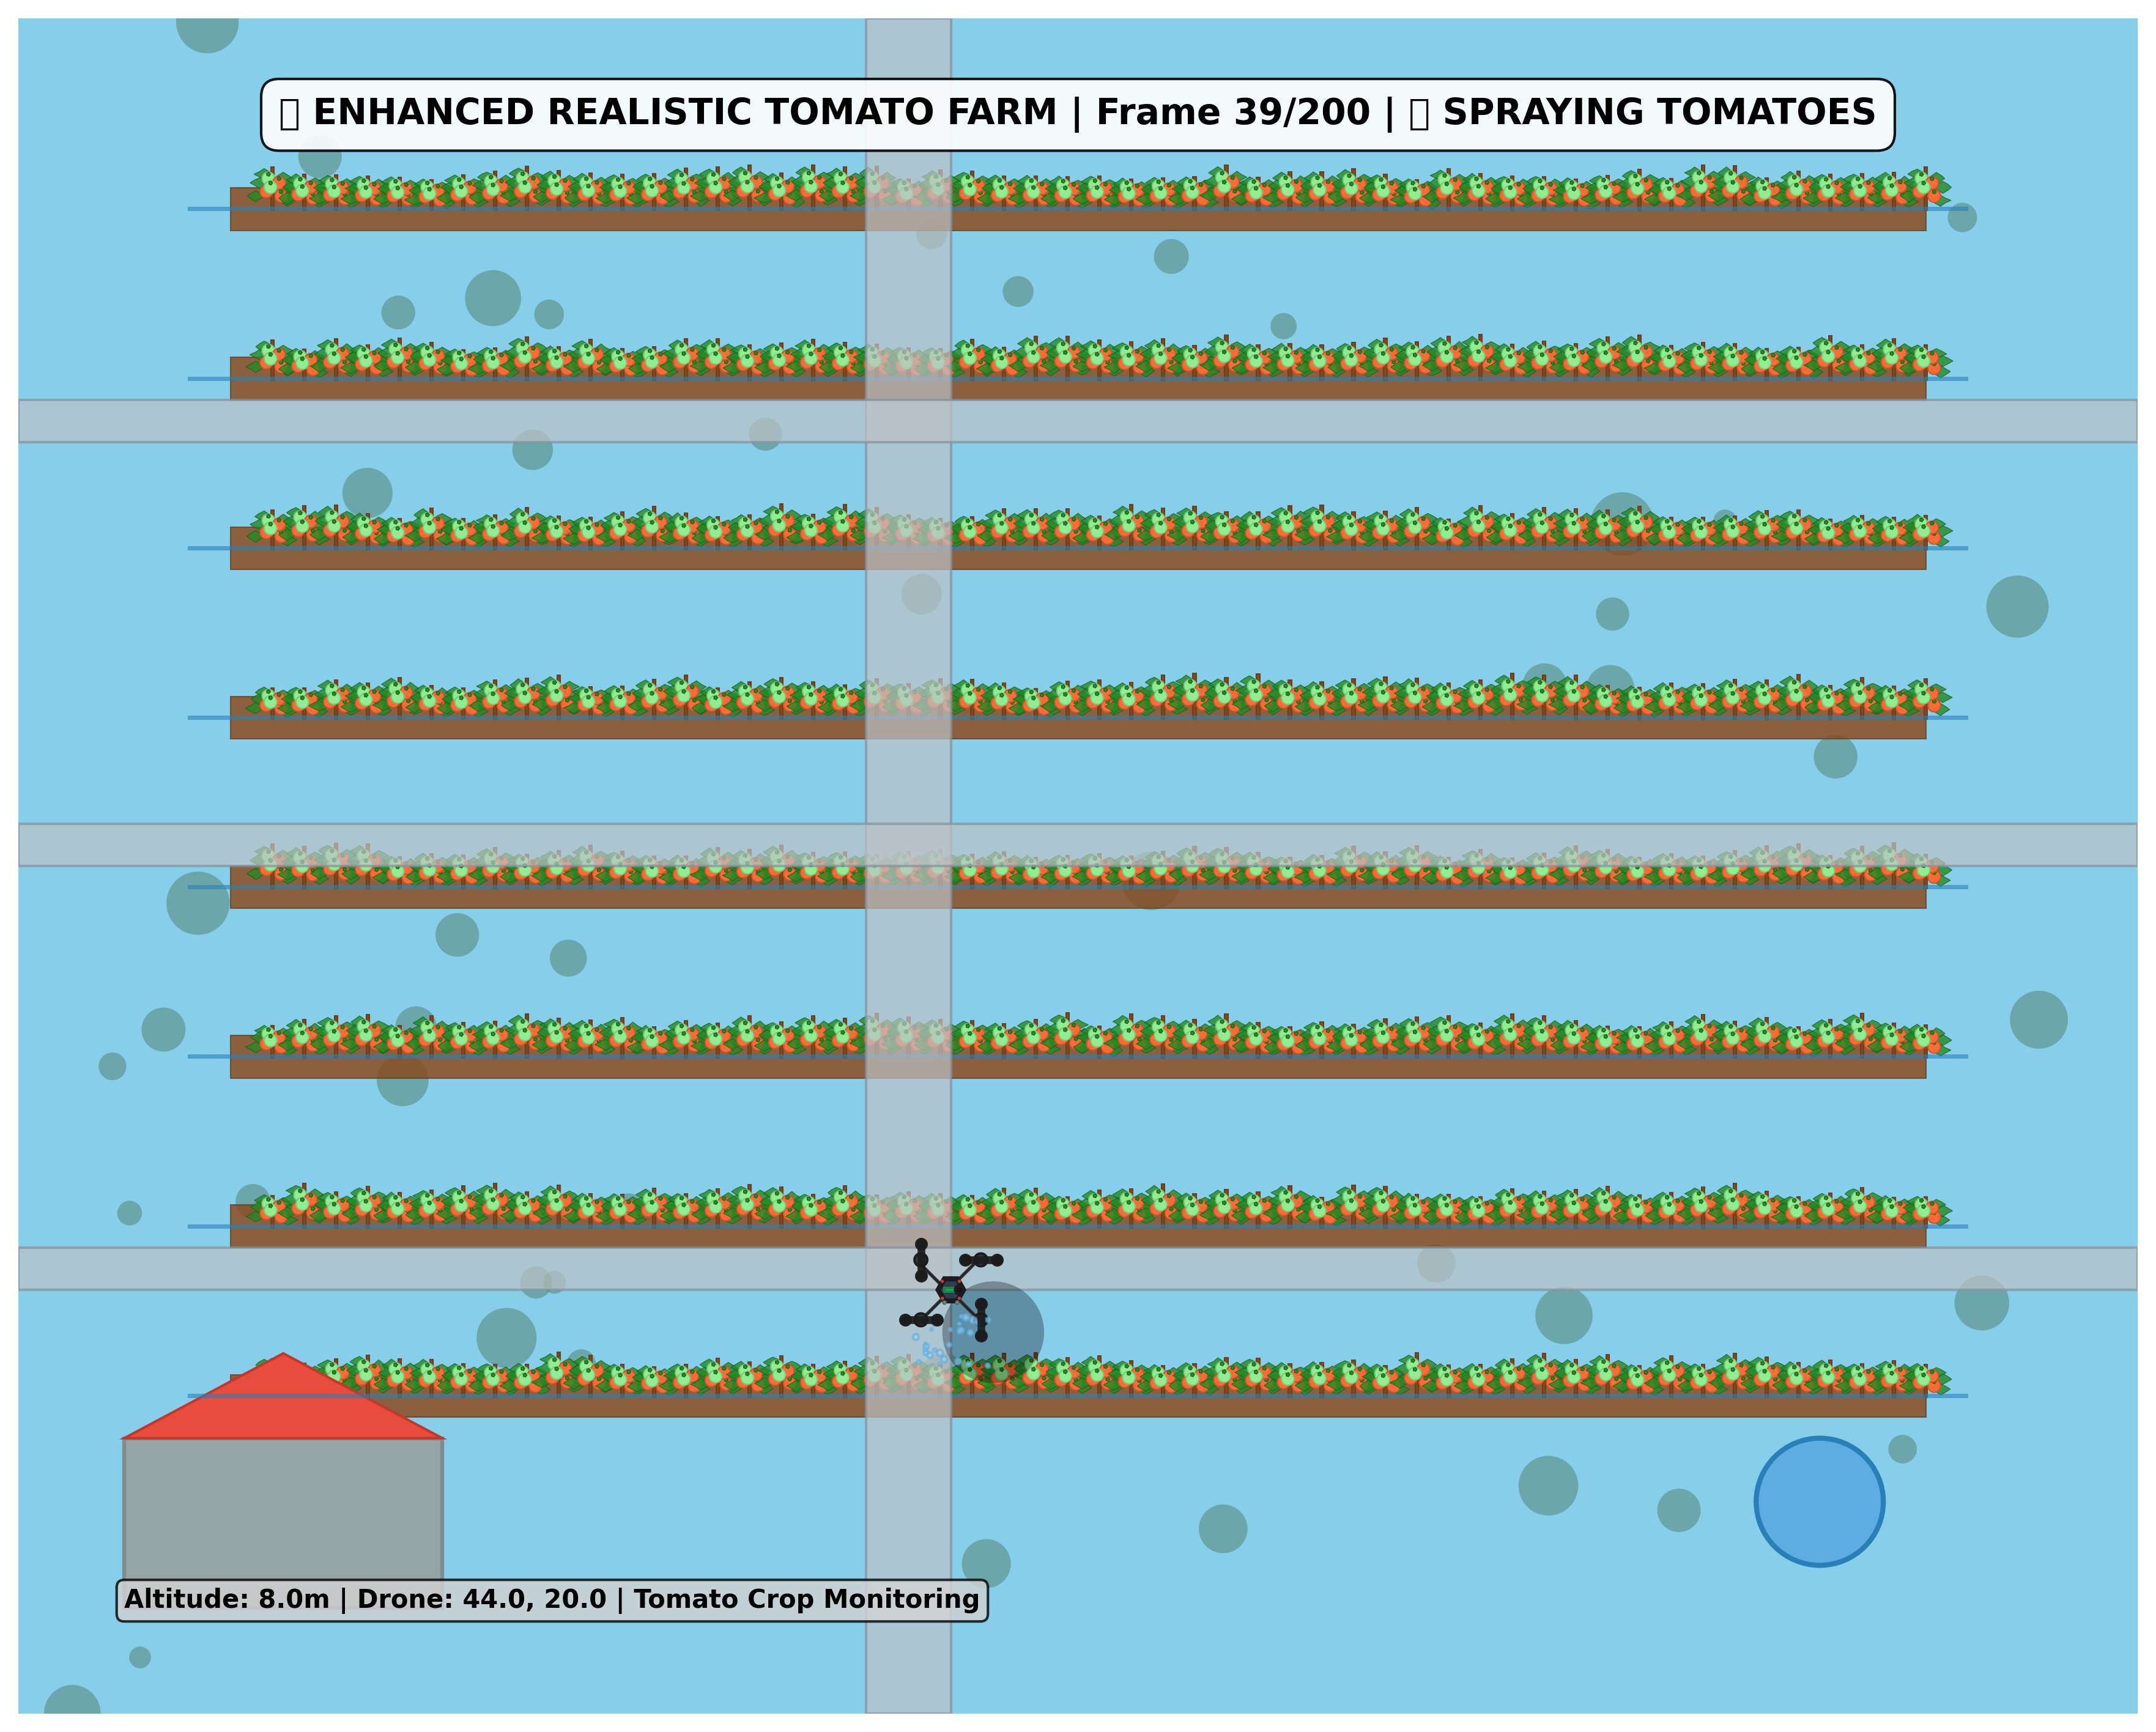 ▯ ENHANCED REALISTIC TOMATO FARM | Frame 39/200 | ▯ SPRAYING TOMATOES
Altitude: 8.0m | Drone: 44.0, 20.0 | Tomato Crop Monitoring